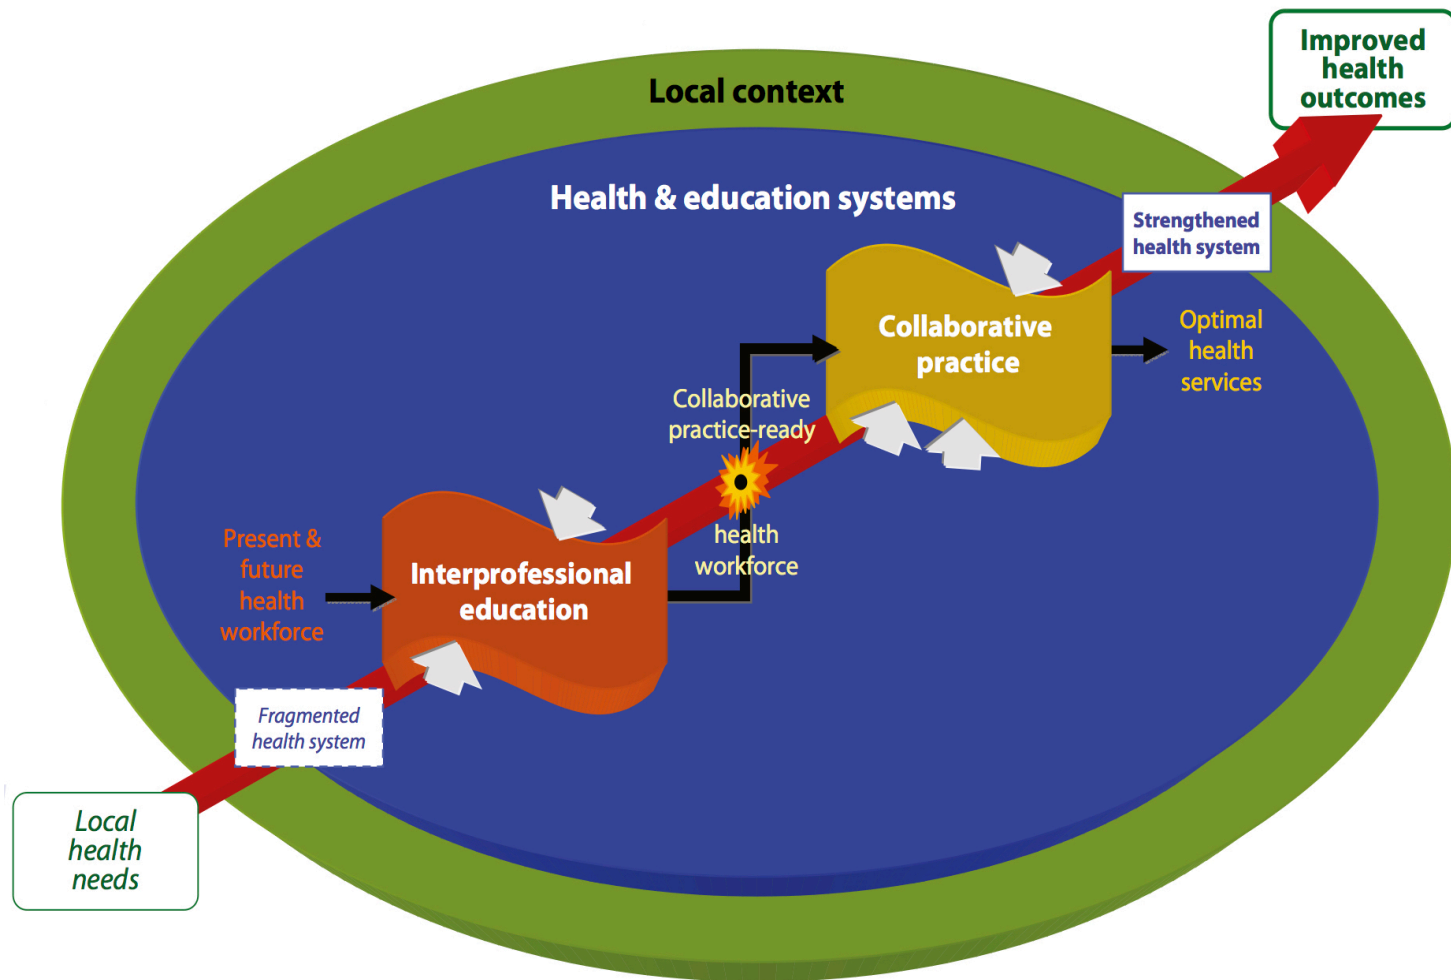 Improved
health
outcomes
Local context
Health & education systems
Strengthened
health system
Collaborative
practice
Optimal
health
services
Collaborative
practice-ready
health
workforce
Present &
future
health
workforce
Interprofessional
education
Fragmented
health system
Local
health
needs